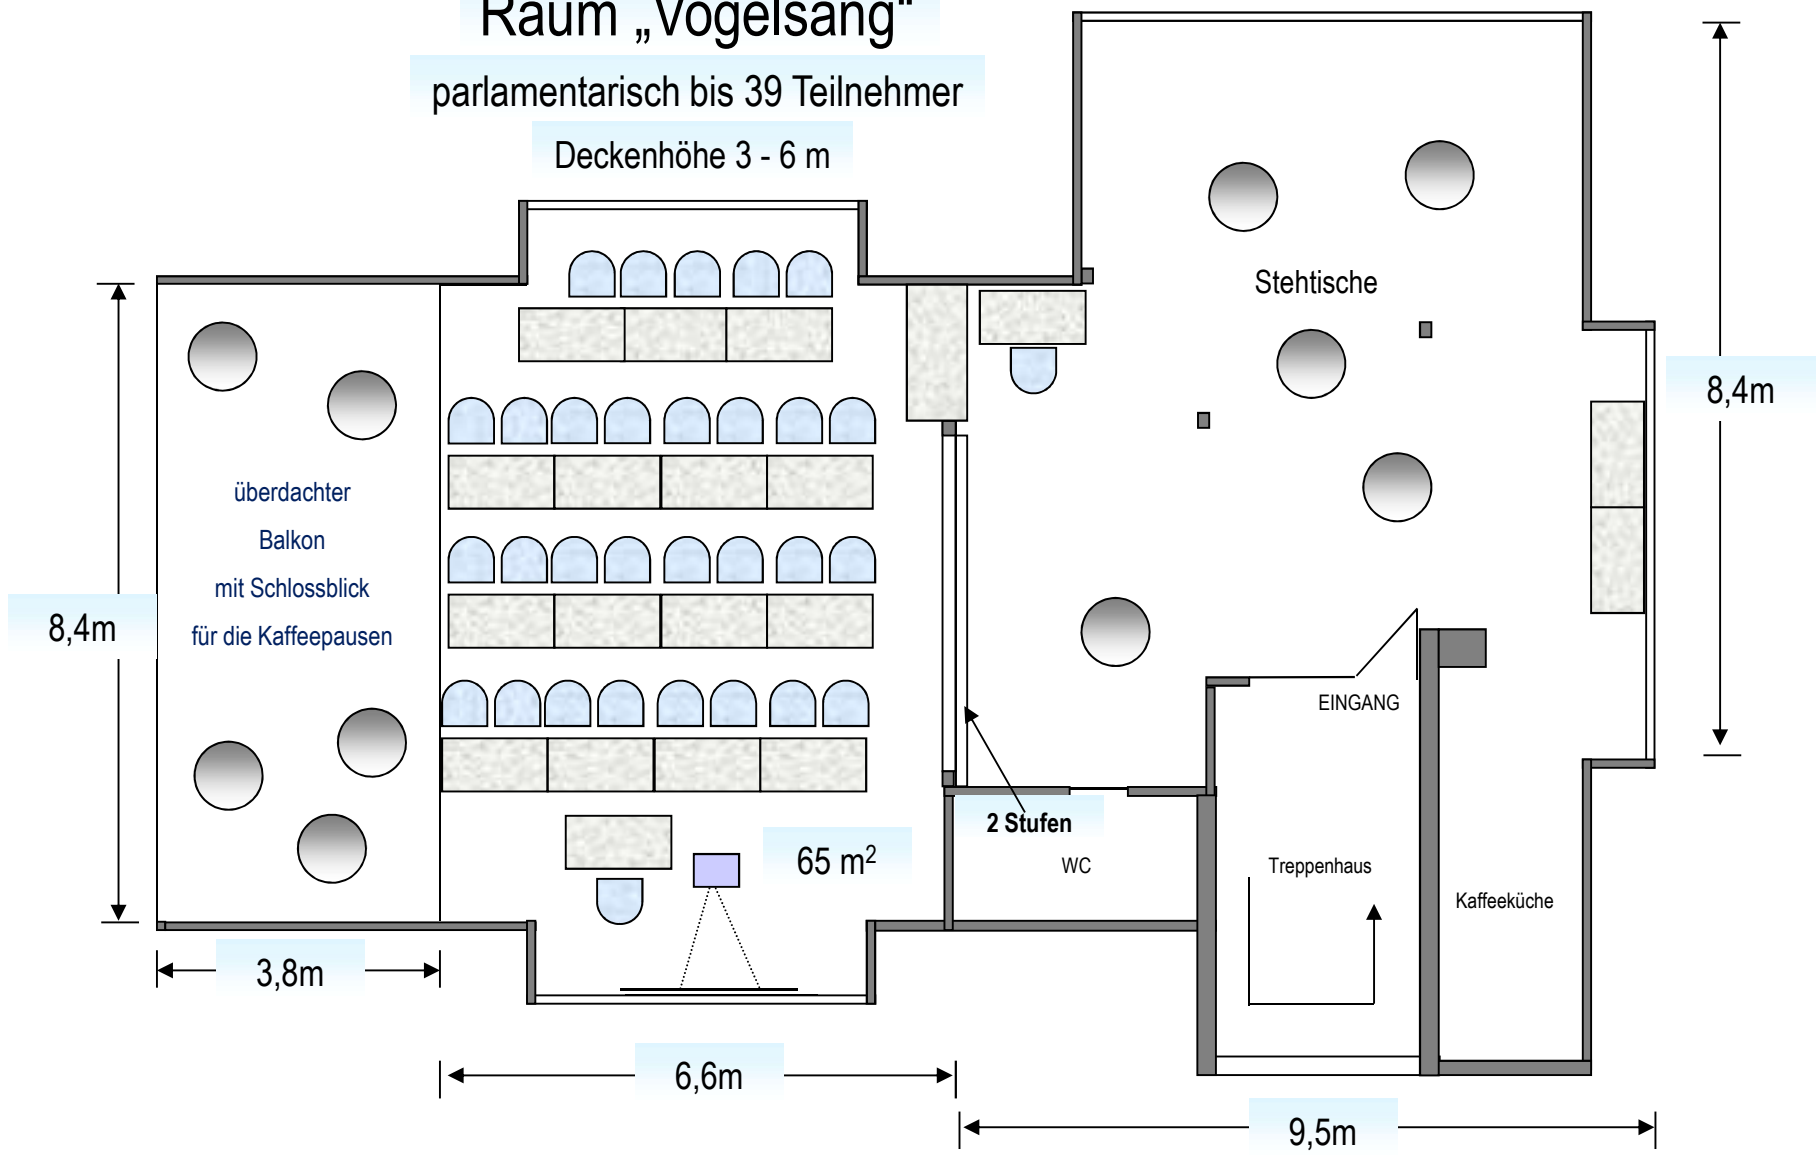 Raum „Vogelsang“
parlamentarisch bis 39 Teilnehmer
Deckenhöhe 3 - 6 m
Stehtische
8,4m
überdachter
Balkon
mit Schlossblick
für die Kaffeepausen
8,4m
EINGANG
2 Stufen
65 m²
WC
Treppenhaus
Kaffeeküche
3,8m
6,6m
9,5m